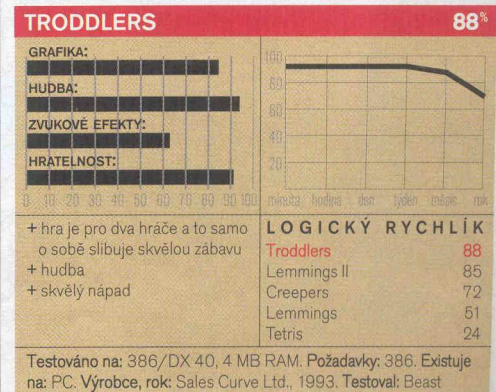 TRODDLERS 88%
GRAFIKA:
HUDBA:
ZVUKOVÉ EFEKTY:
HRATELNOST:
0 10 20 30 40 50 60 70 80 90 100
100
80
60
40
20
minuta hodina den týden měsíc rok
+ hra je pro dva hráče a to samo
o sobě slibuje skvělou zábavu
+ hudba
+ skvělý nápad
LOGICKÝ RYCHLÍK
Troddlers 88
Lemmings II 85
Creepers 72
Lemmings 51
Tetris 24
Testováno na: 386/DX 40, 4 MB RAM. Požadavky: 386. Existuje
na: PC. Výrobce, rok: Sales Curve Ltd., 1993. Testoval: Beast